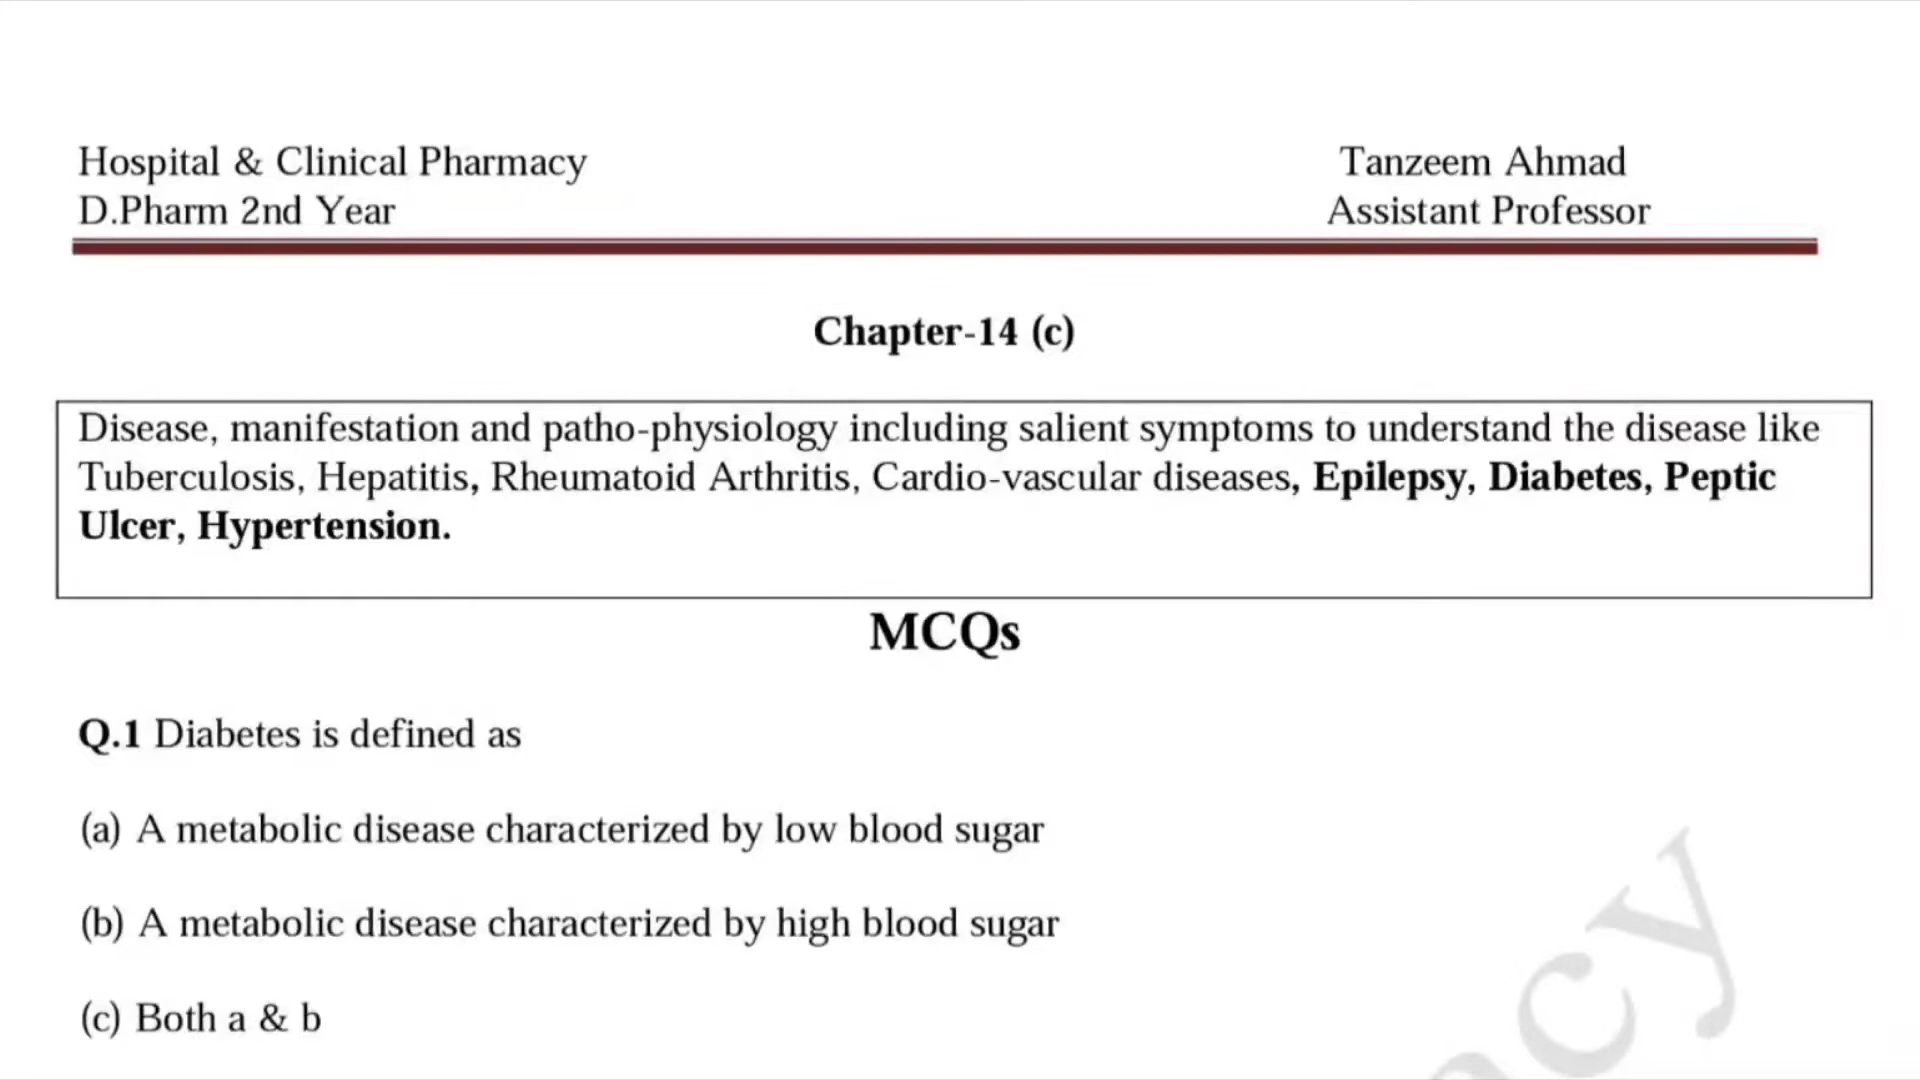 Hospital & Clinical Pharmacy
D.Pharm 2nd Year
Tanzeem Ahmad
Assistant Professor
Chapter-14 (c)
Disease, manifestation and patho-physiology including salient symptoms to understand the disease like
Tuberculosis, Hepatitis, Rheumatoid Arthritis, Cardio-vascular diseases, Epilepsy, Diabetes, Peptic
Ulcer, Hypertension.
MCQs
Q.1 Diabetes is defined as
(a) A metabolic disease characterized by low blood sugar
(b) A metabolic disease characterized by high blood sugar
(c) Both a & b